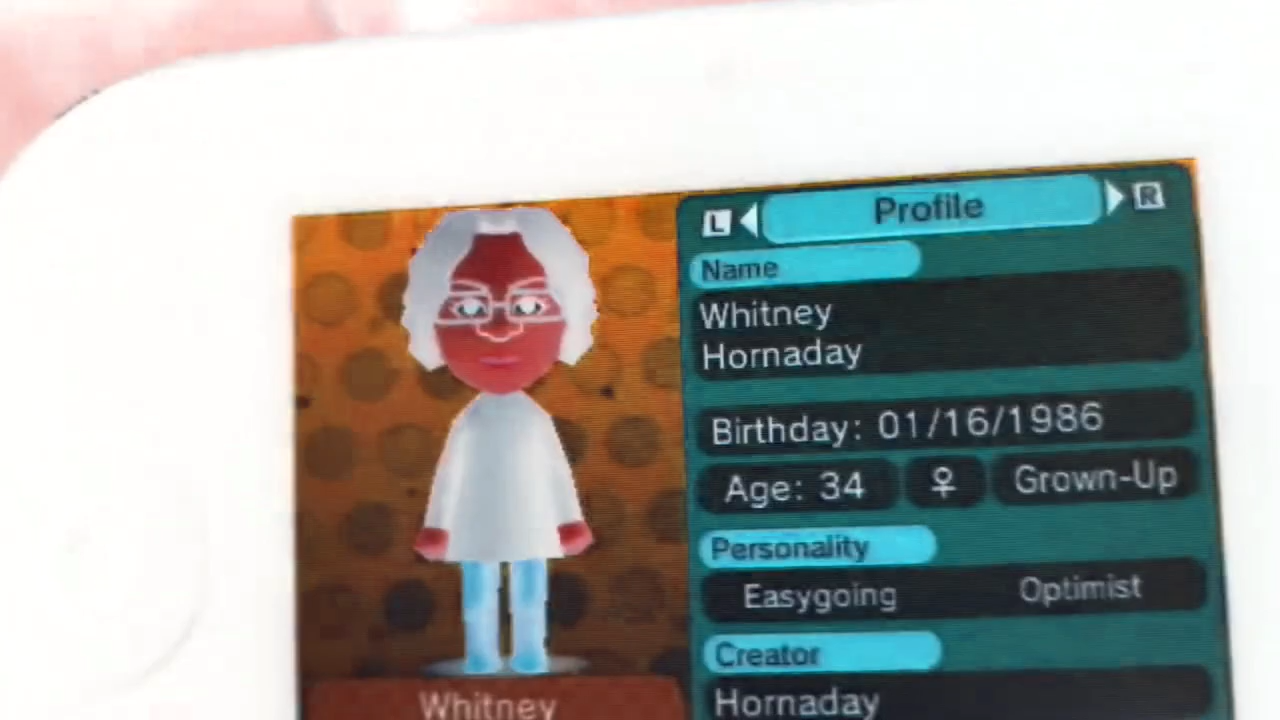 L Profile R
Name
Whitney
Hornaday
Birthday: 01/16/1986
Age: 34 ♀ Grown-Up
Personality
Easygoing Optimist
Creator
Hornaday
Whitney